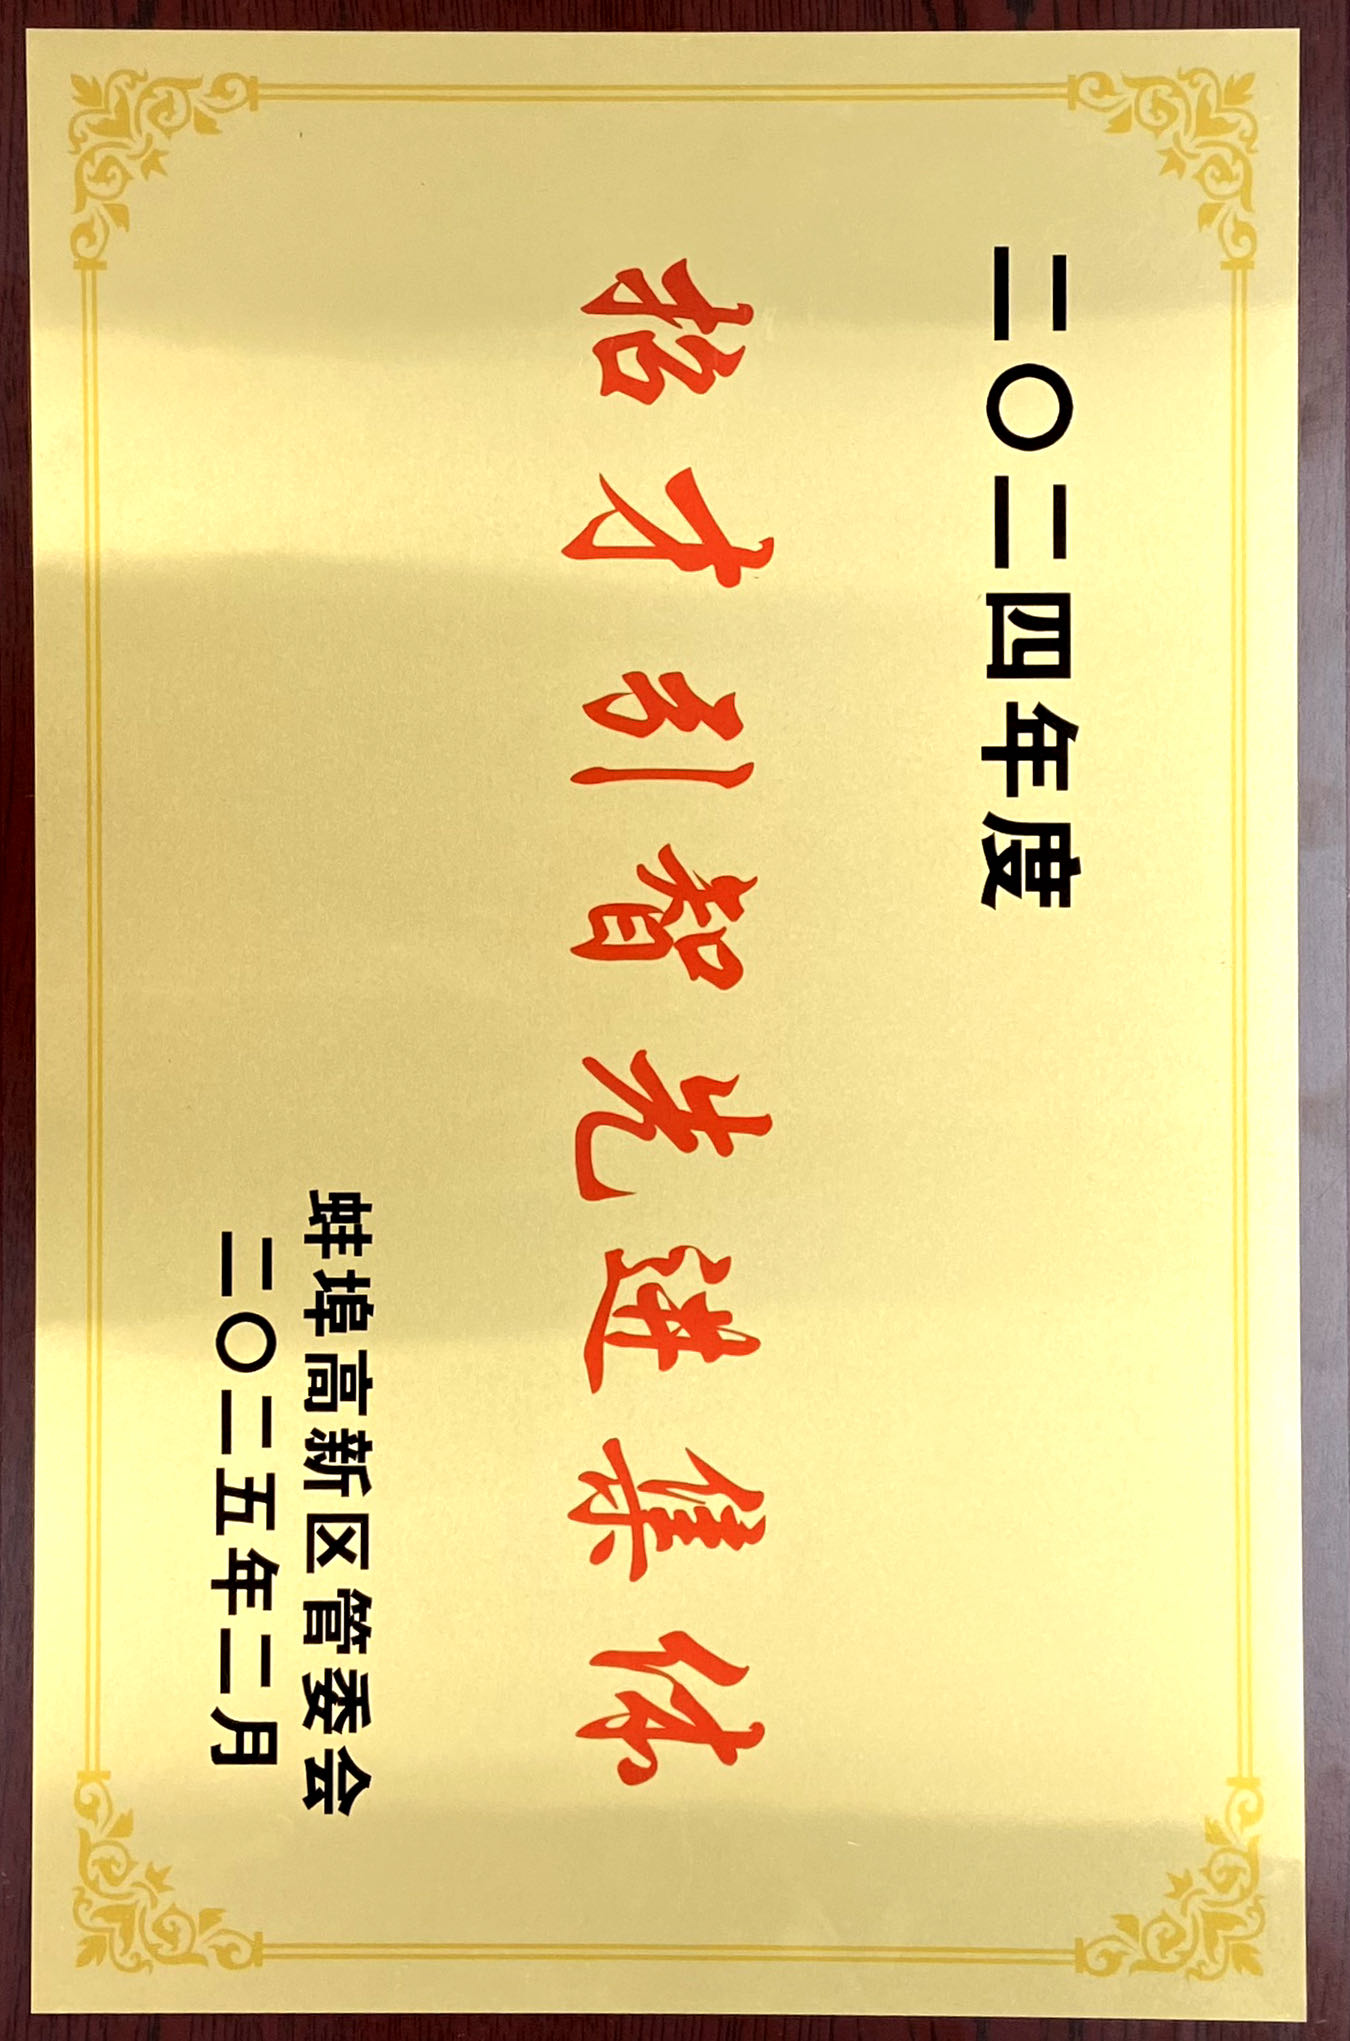 二〇二四年度
招才引智先进集体
蚌埠高新区管委会
二〇二五年二月